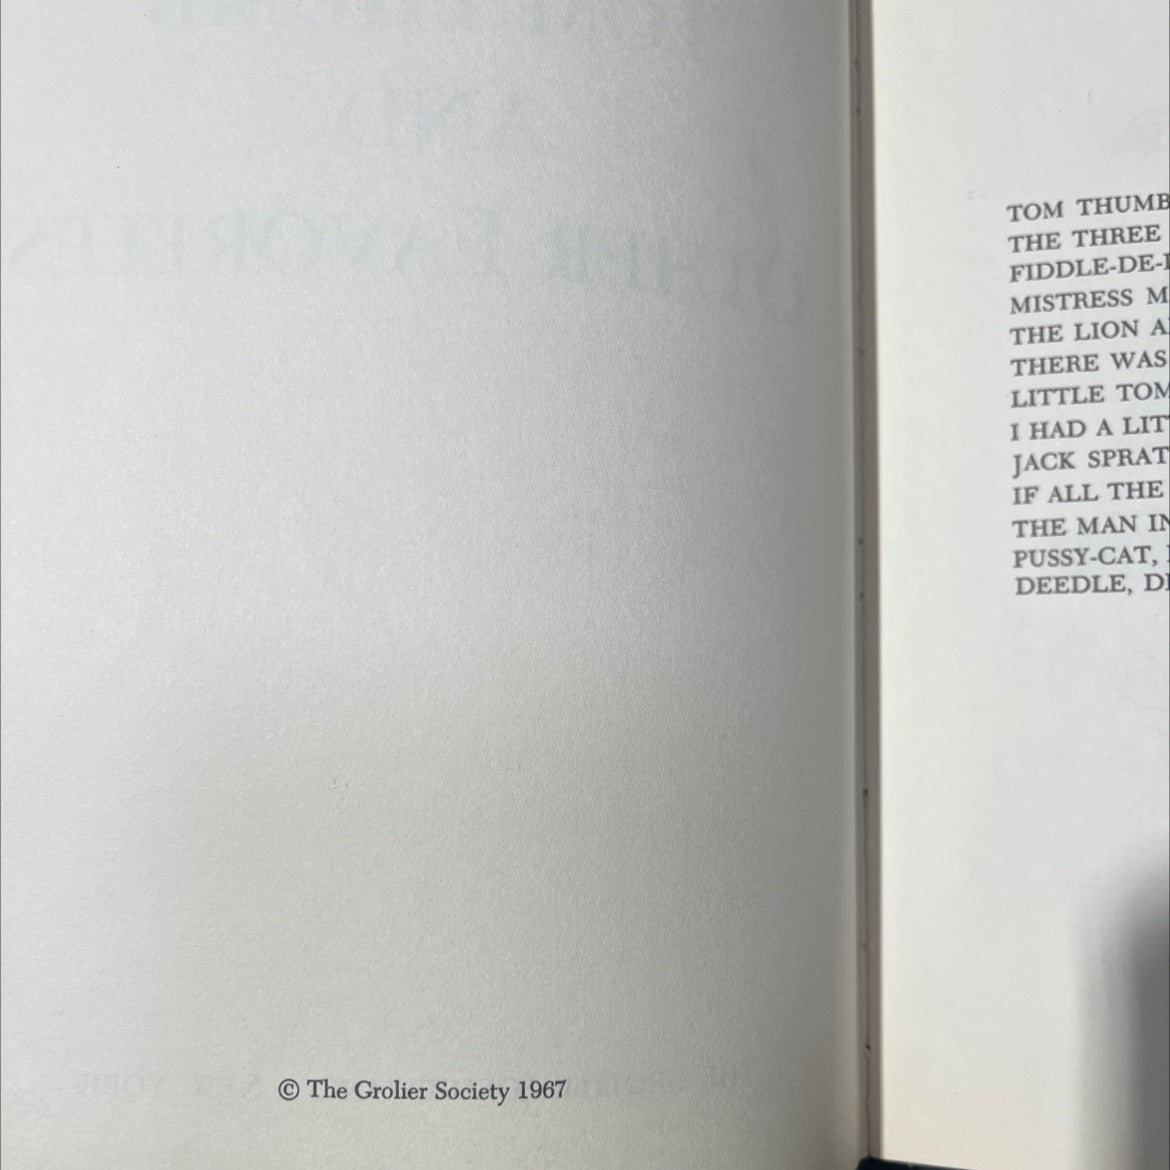 © The Grolier Society 1967
TOM THUMB
THE THREE
FIDDLE-DE-
MISTRESS M
THE LION A
THERE WAS
LITTLE TOM
I HAD A LIT
JACK SPRAT
IF ALL THE
THE MAN IN
PUSSY-CAT,
DEEDLE, D